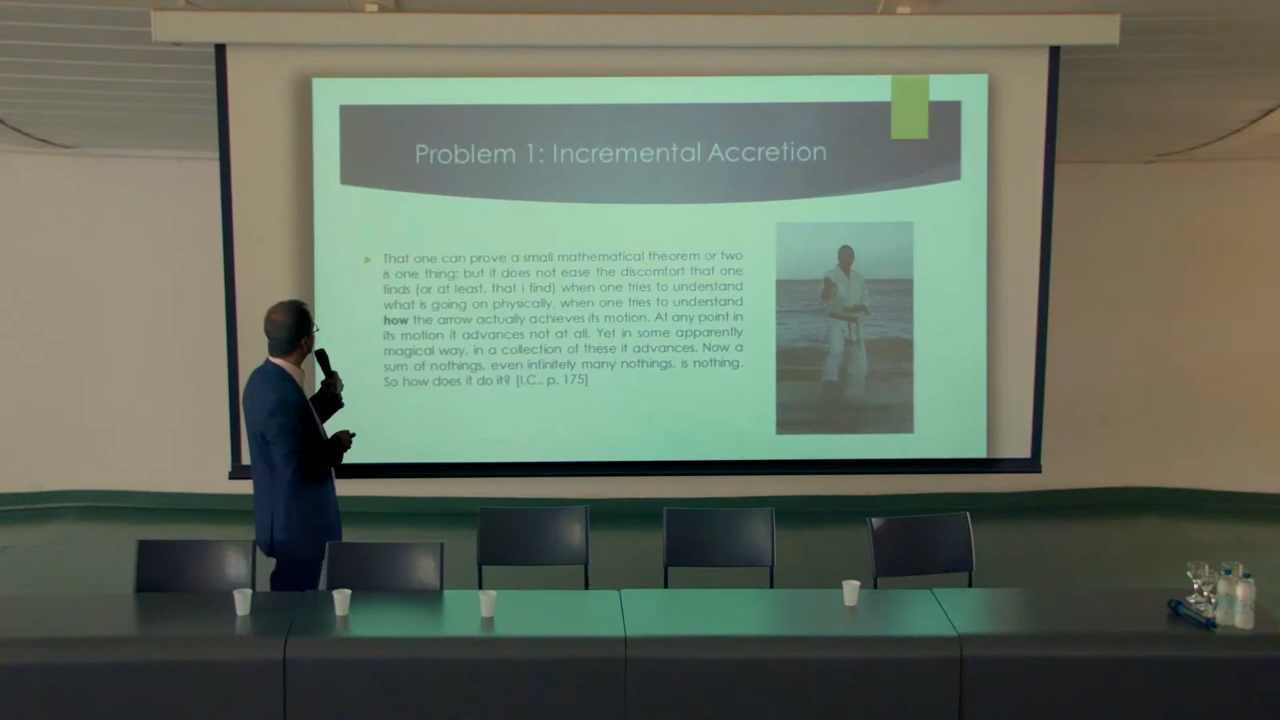 Problem 1: Incremental Accretion
That one can prove a small mathematical theorem or two
is one thing; but it does not ease the discomfort that one
finds (or at least, that i find) when one tries to understand
what is going on physically, when one tries to understand
how the arrow actually achieves its motion. At any point in
its motion it advances not at all. Yet in some apparently
magical way, in a collection of these it advances. Now a
sum of nothings, even infinitely many nothings, is nothing.
So how does it do it? [I.C., p. 175]